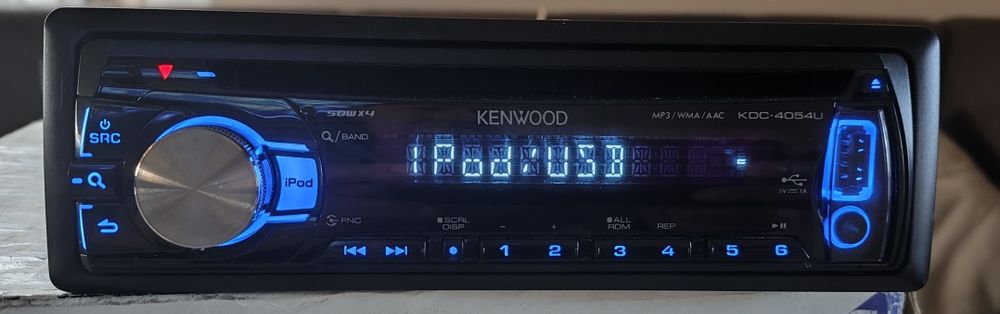 50WX4
KENWOOD
MP3/WMA/AAC
KDC-4054U
SRC
/BAND
iPod:USB
iPod
5V 1A
FNC
SCRL
DISP
–
+
ALL
RDM
REP
1
2
3
4
5
6